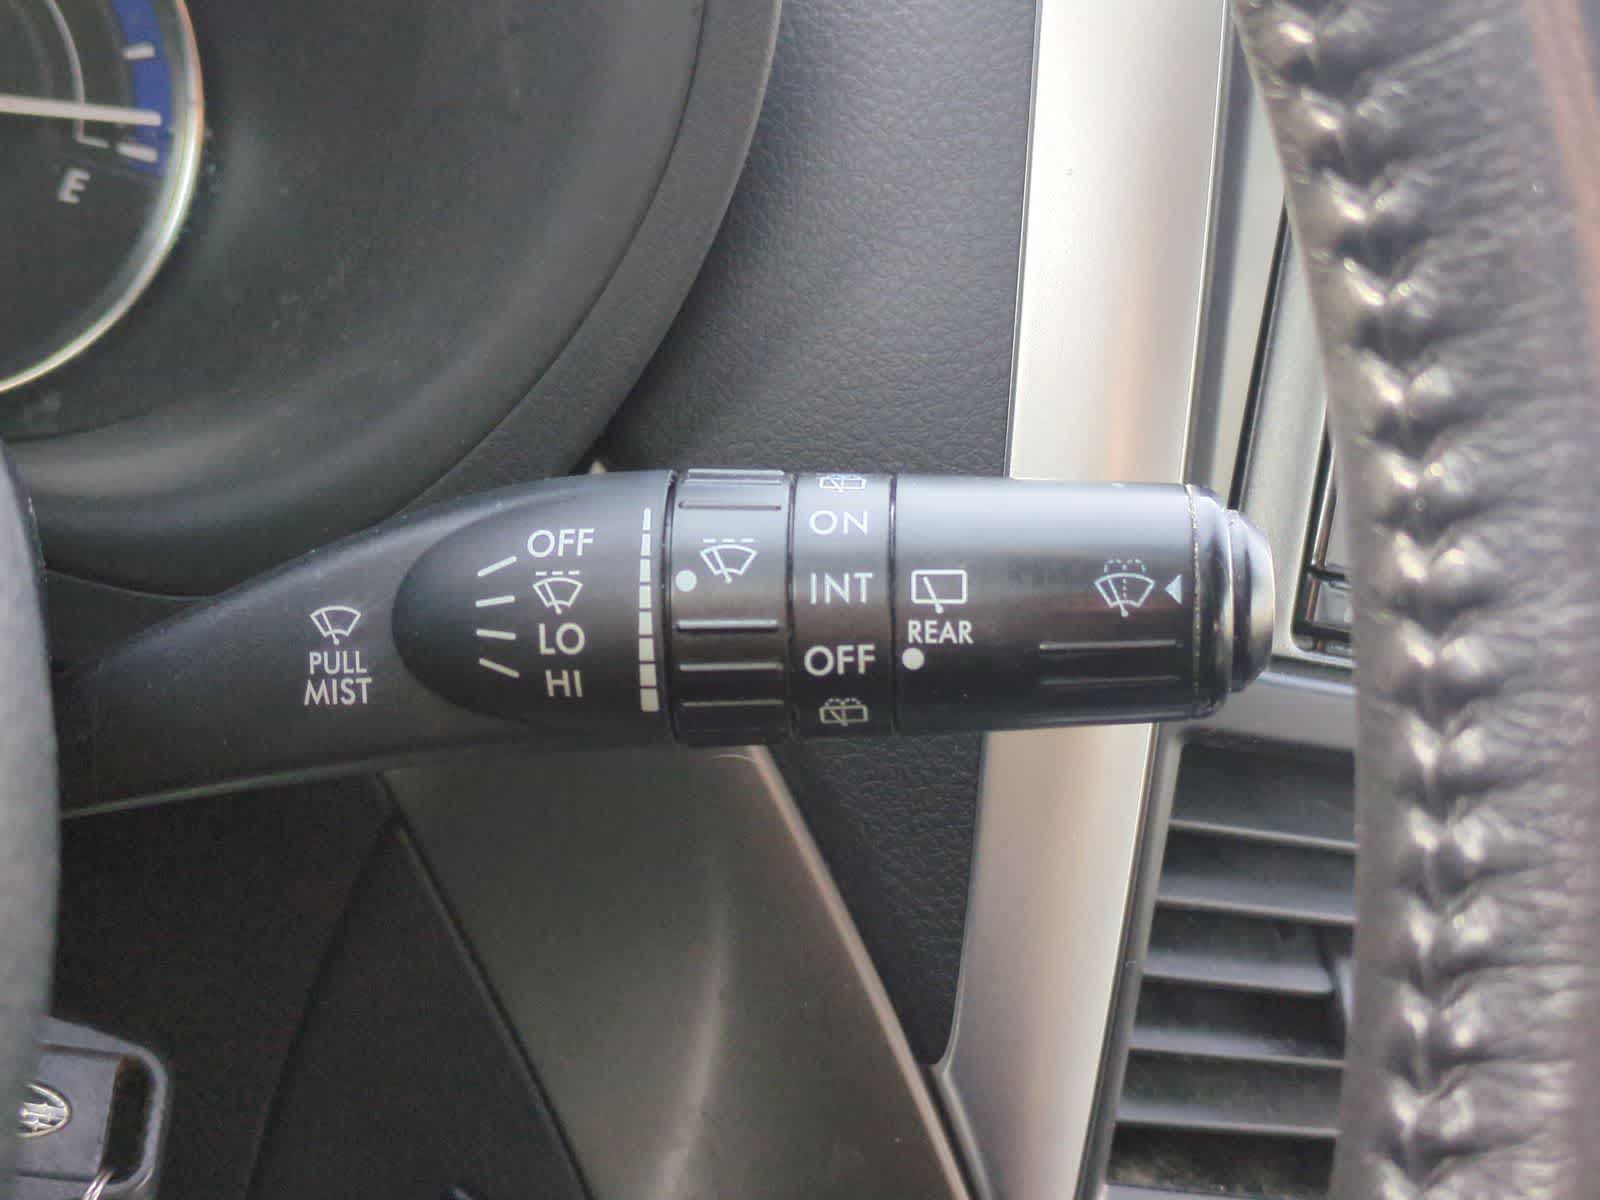 E
OFF
LO
HI
PULL
MIST
ON
INT
OFF
REAR